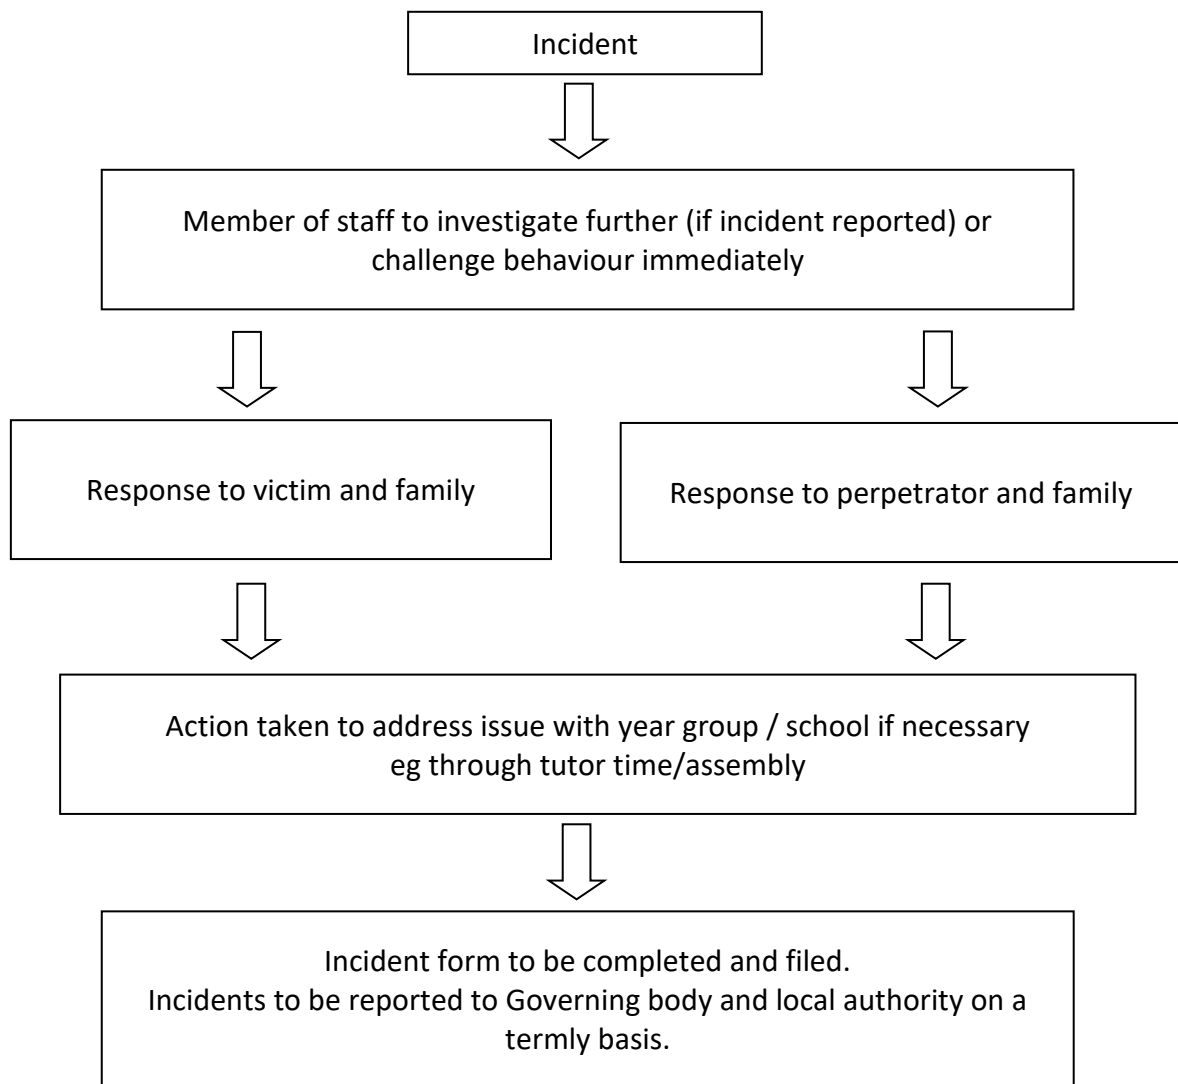 Incident
Member of staff to investigate further (if incident reported) or
challenge behaviour immediately
Response to victim and family
Response to perpetrator and family
Action taken to address issue with year group / school if necessary
eg through tutor time/assembly
Incident form to be completed and filed.
Incidents to be reported to Governing body and local authority on a
termly basis.